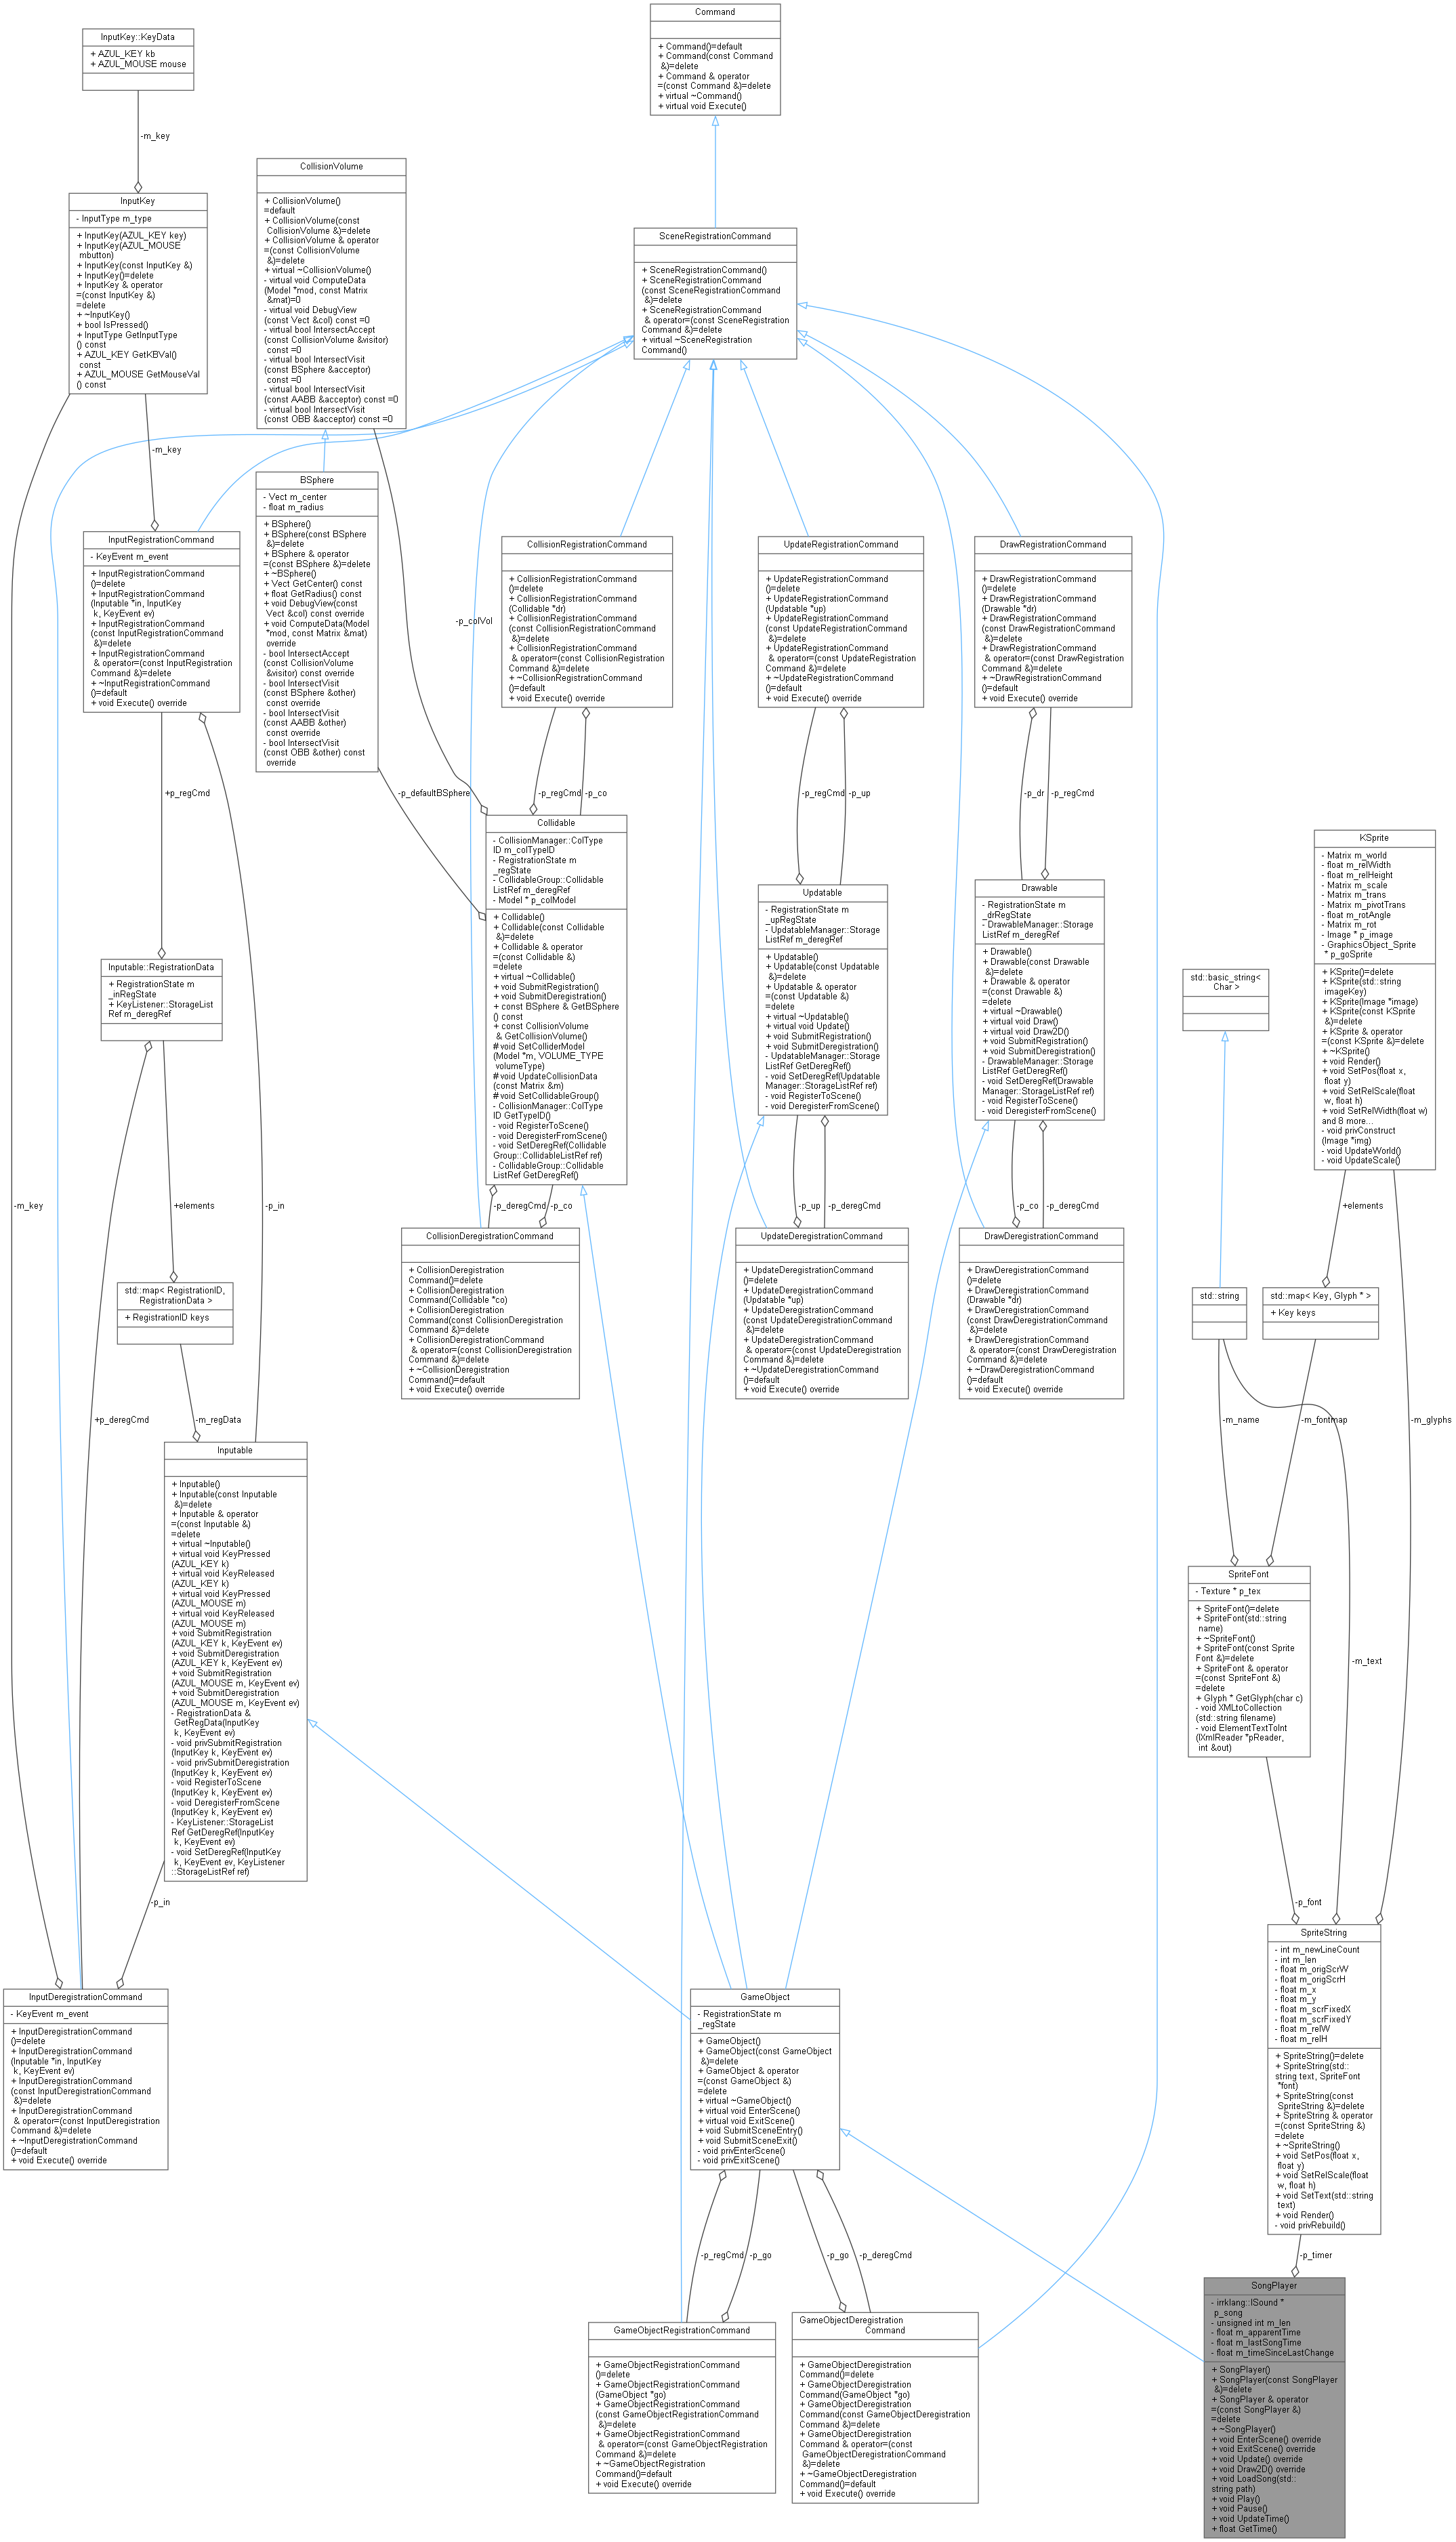 Command
+ Command()=default
+ Command(const Command
&)=delete
+ Command & operator
=(const Command &)=delete
+ virtual ~Command()
+ virtual void Execute()
InputKey::KeyData
+ AZUL_KEY kb
+ AZUL_MOUSE mouse
-m_key
InputKey
- InputType m_type
+ InputKey(AZUL_KEY key)
+ InputKey(AZUL_MOUSE
mbutton)
+ InputKey(const InputKey &)
+ InputKey()=delete
+ InputKey & operator
=(const InputKey &)
=delete
+ ~InputKey()
+ bool IsPressed()
+ InputType GetInputType
() const
+ AZUL_KEY GetKBVal()
const
+ AZUL_MOUSE GetMouseVal
() const
CollisionVolume
+ CollisionVolume()
=default
+ CollisionVolume(const
CollisionVolume &)=delete
+ CollisionVolume & operator
=(const CollisionVolume
&)=delete
+ virtual ~CollisionVolume()
- virtual void ComputeData
(Model *mod, const Matrix
&mat)=0
- virtual void DebugView
(const Vect &col) const =0
- virtual bool IntersectAccept
(const CollisionVolume &visitor)
const =0
- virtual bool IntersectVisit
(const BSphere &acceptor)
const =0
- virtual bool IntersectVisit
(const AABB &acceptor) const =0
- virtual bool IntersectVisit
(const OBB &acceptor) const =0
SceneRegistrationCommand
+ SceneRegistrationCommand()
+ SceneRegistrationCommand
(const SceneRegistrationCommand
&)=delete
+ SceneRegistrationCommand
& operator=(const SceneRegistration
Command &)=delete
+ virtual ~SceneRegistration
Command()
-m_key
BSphere
- Vect m_center
- float m_radius
+ BSphere()
+ BSphere(const BSphere
&)=delete
+ BSphere & operator
=(const BSphere &)=delete
+ ~BSphere()
+ Vect GetCenter() const
+ float GetRadius() const
+ void DebugView(const
Vect &col) const override
+ void ComputeData(Model
*mod, const Matrix &mat)
override
- bool IntersectAccept
(const CollisionVolume
&visitor) const override
- bool IntersectVisit
(const BSphere &other)
const override
- bool IntersectVisit
(const AABB &other)
const override
- bool IntersectVisit
(const OBB &other) const
override
InputRegistrationCommand
- KeyEvent m_event
+ InputRegistrationCommand
()=delete
+ InputRegistrationCommand
(Inputable *in, InputKey
k, KeyEvent ev)
+ InputRegistrationCommand
(const InputRegistrationCommand
&)=delete
+ InputRegistrationCommand
& operator=(const InputRegistration
Command &)=delete
+ ~InputRegistrationCommand
()=default
+ void Execute() override
-p_colVol
CollisionRegistrationCommand
+ CollisionRegistrationCommand
()=delete
+ CollisionRegistrationCommand
(Collidable *dr)
+ CollisionRegistrationCommand
(const CollisionRegistrationCommand
&)=delete
+ CollisionRegistrationCommand
& operator=(const CollisionRegistration
Command &)=delete
+ ~CollisionRegistrationCommand
()=default
+ void Execute() override
UpdateRegistrationCommand
+ UpdateRegistrationCommand
()=delete
+ UpdateRegistrationCommand
(Updatable *up)
+ UpdateRegistrationCommand
(const UpdateRegistrationCommand
&)=delete
+ UpdateRegistrationCommand
& operator=(const UpdateRegistration
Command &)=delete
+ ~UpdateRegistrationCommand
()=default
+ void Execute() override
DrawRegistrationCommand
+ DrawRegistrationCommand
()=delete
+ DrawRegistrationCommand
(Drawable *dr)
+ DrawRegistrationCommand
(const DrawRegistrationCommand
&)=delete
+ DrawRegistrationCommand
& operator=(const DrawRegistration
Command &)=delete
+ ~DrawRegistrationCommand
()=default
+ void Execute() override
+p_regCmd
-p_defaultBSphere
-p_regCmd
-p_co
-p_regCmd
-p_up
-p_dr
-p_regCmd
Collidable
- CollisionManager::ColType
ID m_colTypeID
- RegistrationState m
_regState
- CollidableGroup::Collidable
ListRef m_deregRef
- Model * p_colModel
+ Collidable()
+ Collidable(const Collidable
&)=delete
+ Collidable & operator
=(const Collidable &)
=delete
+ virtual ~Collidable()
+ void SubmitRegistration()
+ void SubmitDeregistration()
+ const BSphere & GetBSphere
() const
+ const CollisionVolume
& GetCollisionVolume()
# void SetColliderModel
(Model *m, VOLUME_TYPE
volumeType)
# void UpdateCollisionData
(const Matrix &m)
# void SetCollidableGroup()
- CollisionManager::ColType
ID GetTypeID()
- void RegisterToScene()
- void DeregisterFromScene()
- void SetDeregRef(Collidable
Group::CollidableListRef ref)
- CollidableGroup::Collidable
ListRef GetDeregRef()
Updatable
- RegistrationState m
_upRegState
- UpdatableManager::Storage
ListRef m_deregRef
+ Updatable()
+ Updatable(const Updatable
&)=delete
+ Updatable & operator
=(const Updatable &)
=delete
+ virtual ~Updatable()
+ virtual void Update()
+ void SubmitRegistration()
+ void SubmitDeregistration()
- UpdatableManager::Storage
ListRef GetDeregRef()
- void SetDeregRef(Updatable
Manager::StorageListRef ref)
- void RegisterToScene()
- void DeregisterFromScene()
Drawable
- RegistrationState m
_drRegState
- DrawableManager::Storage
ListRef m_deregRef
+ Drawable()
+ Drawable(const Drawable
&)=delete
+ Drawable & operator
=(const Drawable &)
=delete
+ virtual ~Drawable()
+ virtual void Draw()
+ virtual void Draw2D()
+ void SubmitRegistration()
+ void SubmitDeregistration()
- DrawableManager::Storage
ListRef GetDeregRef()
- void SetDeregRef(Drawable
Manager::StorageListRef ref)
- void RegisterToScene()
- void DeregisterFromScene()
KSprite
- Matrix m_world
- float m_relWidth
- float m_relHeight
- Matrix m_scale
- Matrix m_trans
- Matrix m_pivotTrans
- float m_rotAngle
- Matrix m_rot
- Image * p_image
- GraphicsObject_Sprite
* p_goSprite
+ KSprite()=delete
+ KSprite(std::string
imageKey)
+ KSprite(Image *image)
+ KSprite(const KSprite
&)=delete
+ KSprite & operator
=(const KSprite &)=delete
+ ~KSprite()
+ void Render()
+ void SetPos(float x,
float y)
+ void SetRelScale(float
w, float h)
+ void SetRelWidth(float w)
and 8 more...
- void privConstruct
(Image *img)
- void UpdateWorld()
- void UpdateScale()
Inputable::RegistrationData
+ RegistrationState m
_inRegState
+ KeyListener::StorageList
Ref m_deregRef
std::basic_string<
Char >
-m_key
+elements
-p_in
-p_deregCmd
-p_co
-p_up
-p_deregCmd
-p_co
-p_deregCmd
+elements
CollisionDeregistrationCommand
+ CollisionDeregistration
Command()=delete
+ CollisionDeregistration
Command(Collidable *co)
+ CollisionDeregistration
Command(const CollisionDeregistration
Command &)=delete
+ CollisionDeregistrationCommand
& operator=(const CollisionDeregistration
Command &)=delete
+ ~CollisionDeregistration
Command()=default
+ void Execute() override
UpdateDeregistrationCommand
+ UpdateDeregistrationCommand
()=delete
+ UpdateDeregistrationCommand
(Updatable *up)
+ UpdateDeregistrationCommand
(const UpdateDeregistrationCommand
&)=delete
+ UpdateDeregistrationCommand
& operator=(const UpdateDeregistration
Command &)=delete
+ ~UpdateDeregistrationCommand
()=default
+ void Execute() override
DrawDeregistrationCommand
+ DrawDeregistrationCommand
()=delete
+ DrawDeregistrationCommand
(Drawable *dr)
+ DrawDeregistrationCommand
(const DrawDeregistrationCommand
&)=delete
+ DrawDeregistrationCommand
& operator=(const DrawDeregistration
Command &)=delete
+ ~DrawDeregistrationCommand
()=default
+ void Execute() override
std::map< RegistrationID,
RegistrationData >
+ RegistrationID keys
std::string
std::map< Key, Glyph * >
+ Key keys
+p_deregCmd
-m_regData
-m_name
-m_fontmap
-m_glyphs
Inputable
+ Inputable()
+ Inputable(const Inputable
&)=delete
+ Inputable & operator
=(const Inputable &)
=delete
+ virtual ~Inputable()
+ virtual void KeyPressed
(AZUL_KEY k)
+ virtual void KeyReleased
(AZUL_KEY k)
+ virtual void KeyPressed
(AZUL_MOUSE m)
+ virtual void KeyReleased
(AZUL_MOUSE m)
+ void SubmitRegistration
(AZUL_KEY k, KeyEvent ev)
+ void SubmitDeregistration
(AZUL_KEY k, KeyEvent ev)
+ void SubmitRegistration
(AZUL_MOUSE m, KeyEvent ev)
+ void SubmitDeregistration
(AZUL_MOUSE m, KeyEvent ev)
- RegistrationData &
GetRegData(InputKey
k, KeyEvent ev)
- void privSubmitRegistration
(InputKey k, KeyEvent ev)
- void privSubmitDeregistration
(InputKey k, KeyEvent ev)
- void RegisterToScene
(InputKey k, KeyEvent ev)
- void DeregisterFromScene
(InputKey k, KeyEvent ev)
- KeyListener::StorageList
Ref GetDeregRef(InputKey
k, KeyEvent ev)
- void SetDeregRef(InputKey
k, KeyEvent ev, KeyListener
::StorageListRef ref)
SpriteFont
- Texture * p_tex
+ SpriteFont()=delete
+ SpriteFont(std::string
name)
+ ~SpriteFont()
+ SpriteFont(const Sprite
Font &)=delete
+ SpriteFont & operator
=(const SpriteFont &)
=delete
+ Glyph * GetGlyph(char c)
- void XMLtoCollection
(std::string filename)
- void ElementTextToInt
(IXmlReader *pReader,
int &out)
-m_text
-p_in
-p_font
InputDeregistrationCommand
- KeyEvent m_event
+ InputDeregistrationCommand
()=delete
+ InputDeregistrationCommand
(Inputable *in, InputKey
k, KeyEvent ev)
+ InputDeregistrationCommand
(const InputDeregistrationCommand
&)=delete
+ InputDeregistrationCommand
& operator=(const InputDeregistration
Command &)=delete
+ ~InputDeregistrationCommand
()=default
+ void Execute() override
GameObject
- RegistrationState m
_regState
+ GameObject()
+ GameObject(const GameObject
&)=delete
+ GameObject & operator
=(const GameObject &)
=delete
+ virtual ~GameObject()
+ virtual void EnterScene()
+ virtual void ExitScene()
+ void SubmitSceneEntry()
+ void SubmitSceneExit()
- void privEnterScene()
- void privExitScene()
SpriteString
- int m_newLineCount
- int m_len
- float m_origScrW
- float m_origScrH
- float m_x
- float m_y
- float m_scrFixedX
- float m_scrFixedY
- float m_relW
- float m_relH
+ SpriteString()=delete
+ SpriteString(std::
string text, SpriteFont
*font)
+ SpriteString(const
SpriteString &)=delete
+ SpriteString & operator
=(const SpriteString &)
=delete
+ ~SpriteString()
+ void SetPos(float x,
float y)
+ void SetRelScale(float
w, float h)
+ void SetText(std::string
text)
+ void Render()
- void privRebuild()
-p_regCmd
-p_go
-p_go
-p_deregCmd
-p_timer
GameObjectRegistrationCommand
+ GameObjectRegistrationCommand
()=delete
+ GameObjectRegistrationCommand
(GameObject *go)
+ GameObjectRegistrationCommand
(const GameObjectRegistrationCommand
&)=delete
+ GameObjectRegistrationCommand
& operator=(const GameObjectRegistration
Command &)=delete
+ ~GameObjectRegistration
Command()=default
+ void Execute() override
GameObjectDeregistration
Command
+ GameObjectDeregistration
Command()=delete
+ GameObjectDeregistration
Command(GameObject *go)
+ GameObjectDeregistration
Command(const GameObjectDeregistration
Command &)=delete
+ GameObjectDeregistration
Command & operator=(const
GameObjectDeregistrationCommand
&)=delete
+ ~GameObjectDeregistration
Command()=default
+ void Execute() override
SongPlayer
- irrklang::ISound *
p_song
- unsigned int m_len
- float m_apparentTime
- float m_lastSongTime
- float m_timeSinceLastChange
+ SongPlayer()
+ SongPlayer(const SongPlayer
&)=delete
+ SongPlayer & operator
=(const SongPlayer &)
=delete
+ ~SongPlayer()
+ void EnterScene() override
+ void ExitScene() override
+ void Update() override
+ void Draw2D() override
+ void LoadSong(std::
string path)
+ void Play()
+ void Pause()
+ void UpdateTime()
+ float GetTime()